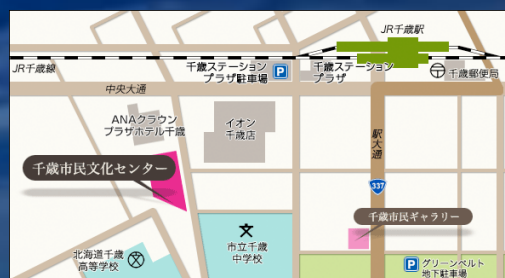 JR千歳駅
JR千歳線
千歳ステーション
プラザ駐車場
P
千歳ステーション
プラザ
千歳郵便局
中央大通
ANAクラウン
プラザホテル千歳
イオン
千歳店
駅大通
千歳市民文化センター
337
千歳市民ギャラリー
文
市立千歳
中学校
北海道千歳
高等学校
P
グリーンベルト
地下駐車場